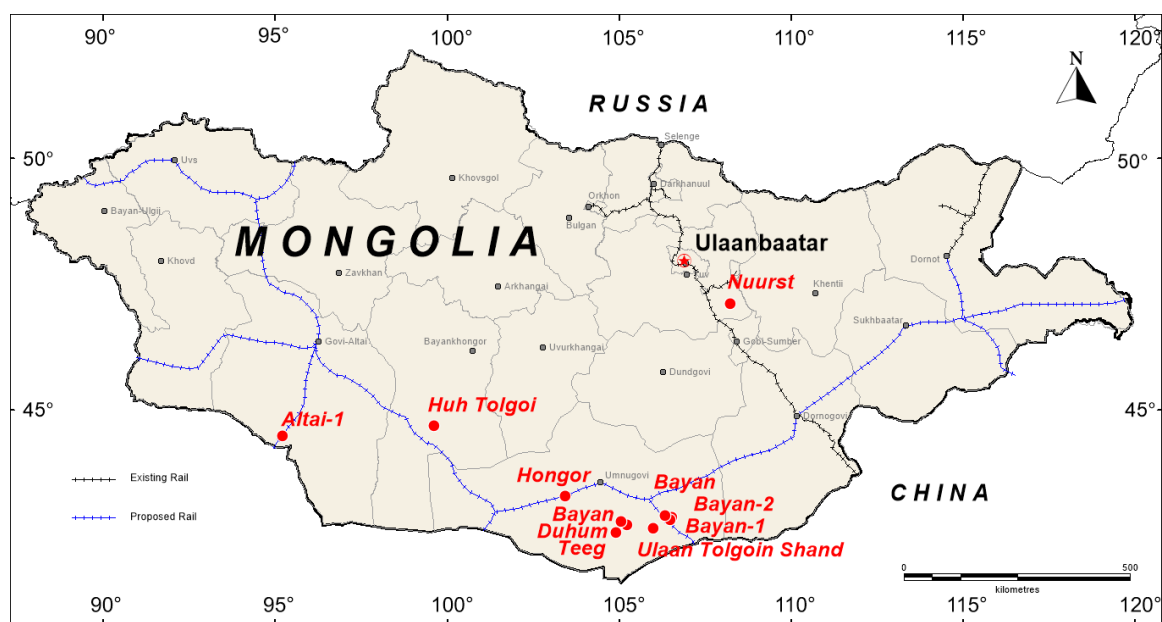 90° 95° 100° 105° 110° 115° 120°
N
RUSSIA
Selenge
50° 50°
Uvs
Khovsgol
Darkhanuul
Orkhon
Bayan-Ulgii
Bulgan
MONGOLIA
Ulaanbaatar
Khovd
Zavkhan
Dornot
Tuv
Arkhangai
Nuurst
Khentii
Sukhbaatar
Govi-Altai
Bayankhongor
Uvurkhangai
Gobi-Sumber
Dundgovi
Huh Tolgoi
45° 45°
Altai-1
Dornogovi
Existing Rail
Hongor
Umnugovi
Bayan
CHINA
Bayan-2
Proposed Rail
Bayan
Bayan-1
Duhum
Teeg
Ulaan Tolgoin Shand
0 500
kilometres
90° 95° 100° 105° 110° 115° 120°